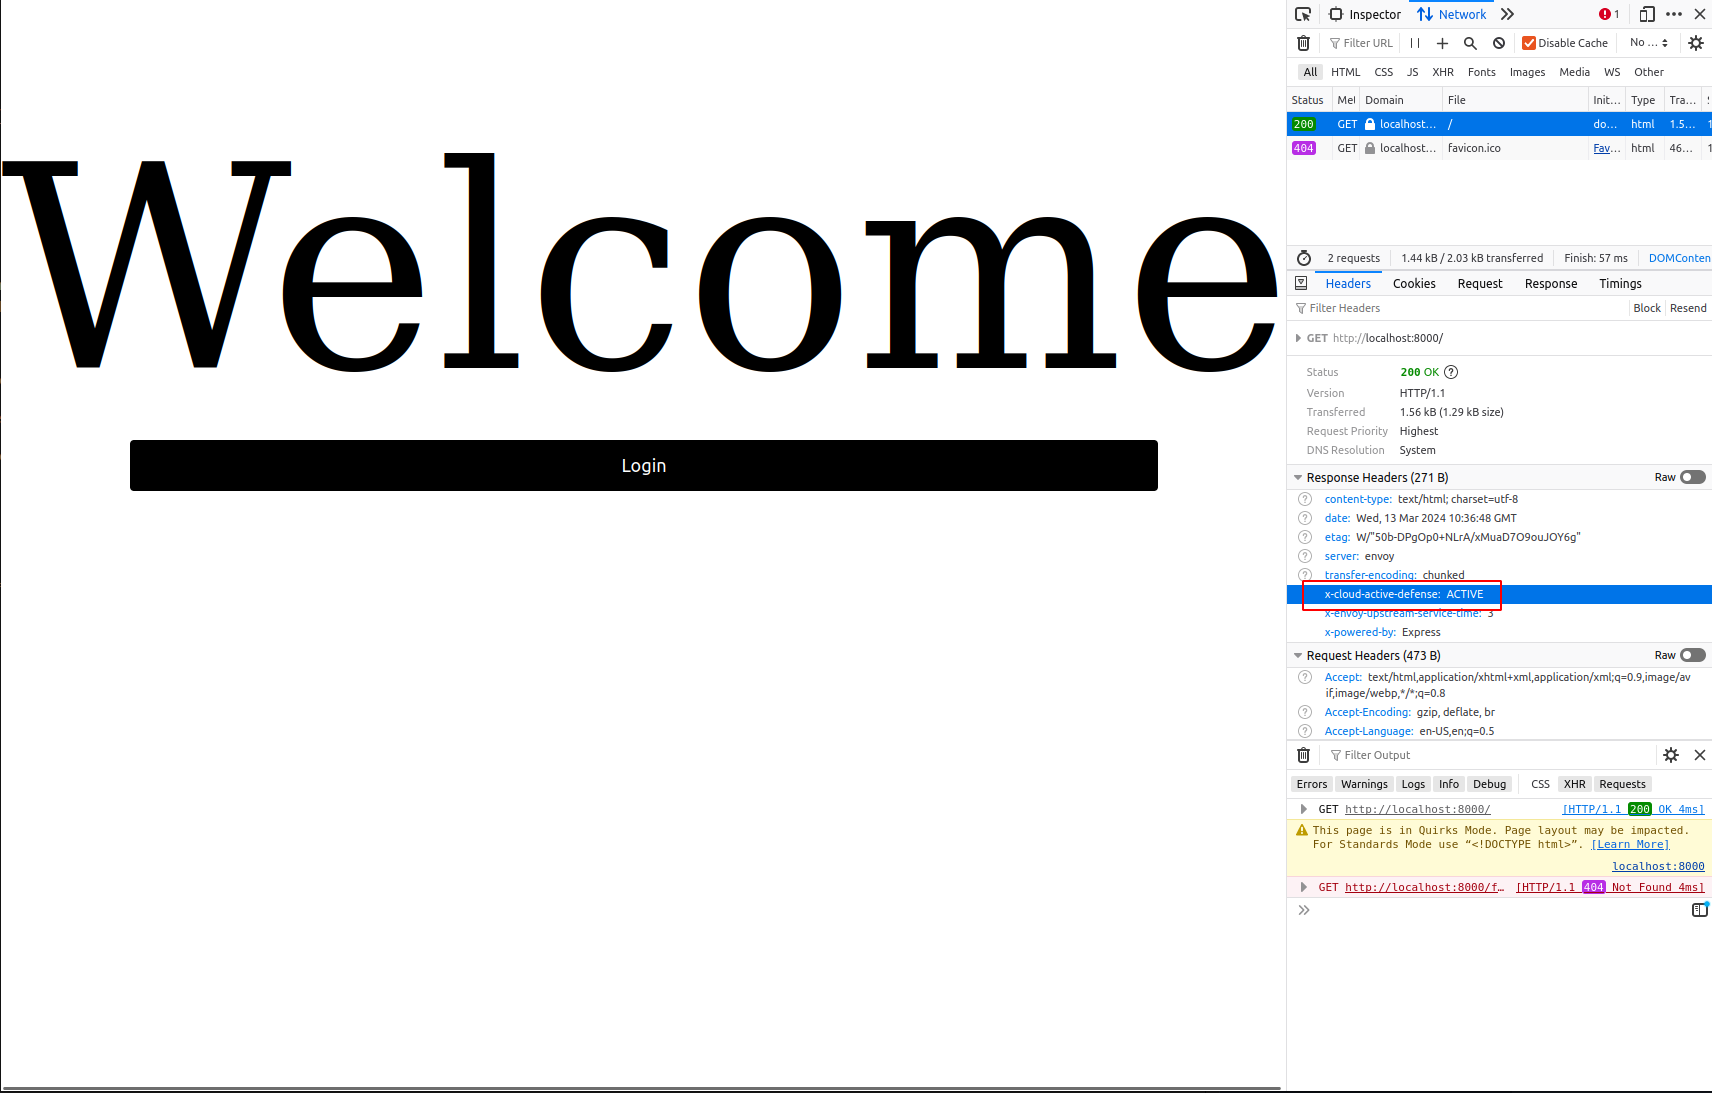 Welcome
Login
Inspector Network 1
Filter URL Disable Cache No ...
All HTML CSS JS XHR Fonts Images Media WS Other
Status Domain File Init... Type Tra...
200 GET localhost... / do... html 1.5...
404 GET localhost... favicon.ico Fav... html 46...
2 requests 1.44 kB / 2.03 kB transferred Finish: 57 ms DOMConten
Headers Cookies Request Response Timings
Filter Headers Block Resend
GET http://localhost:8000/
Status 200 OK ?
Version HTTP/1.1
Transferred 1.56 kB (1.29 kB size)
Request Priority Highest
DNS Resolution System
Response Headers (271 B) Raw
? content-type: text/html; charset=utf-8
? date: Wed, 13 Mar 2024 10:36:48 GMT
? etag: W/"50b-DPgOp0+NLrA/xMuaD7O9ouJOY6g"
? server: envoy
? transfer-encoding: chunked
x-cloud-active-defense: ACTIVE
x-envoy-upstream-service-time: 3
x-powered-by: Express
Request Headers (473 B) Raw
? Accept: text/html,application/xhtml+xml,application/xml;q=0.9,image/av
if,image/webp,*/*;q=0.8
? Accept-Encoding: gzip, deflate, br
? Accept-Language: en-US,en;q=0.5
Filter Output
Errors Warnings Logs Info Debug CSS XHR Requests
GET http://localhost:8000/ [HTTP/1.1 200 OK 4ms]
This page is in Quirks Mode. Page layout may be impacted.
For Standards Mode use “<!DOCTYPE html>”. [Learn More]
localhost:8000
GET http://localhost:8000/f… [HTTP/1.1 404 Not Found 4ms]